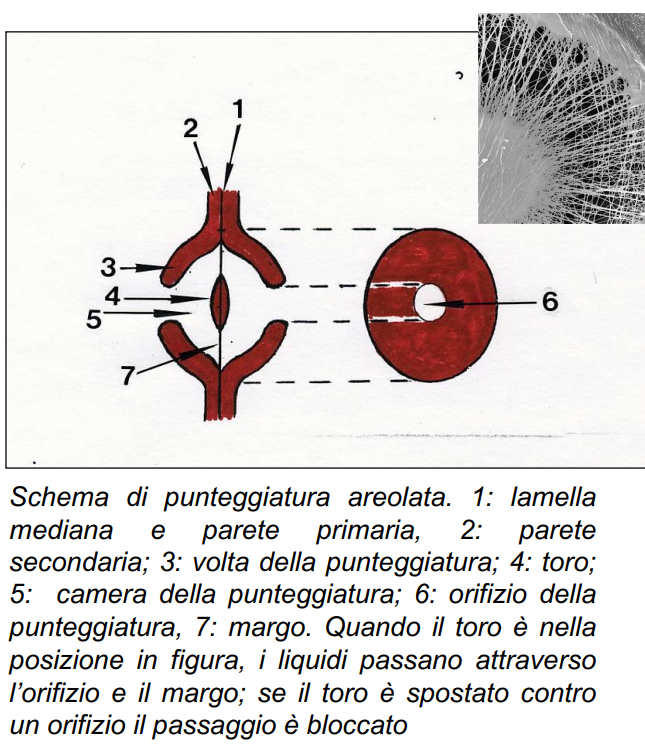 1
2
3
4
5
6
7
Schema di punteggiatura areolata. 1: lamella
mediana e parete primaria, 2: parete
secondaria; 3: volta della punteggiatura; 4: toro;
5: camera della punteggiatura; 6: orifizio della
punteggiatura, 7: margo. Quando il toro è nella
posizione in figura, i liquidi passano attraverso
l'orifizio e il margo; se il toro è spostato contro
un orifizio il passaggio è bloccato